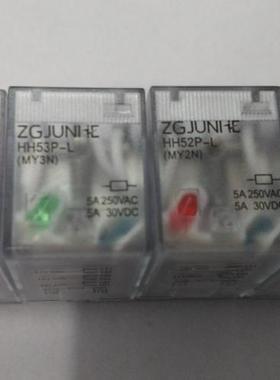 ZGJUNHE
HH53P-L
(MY3N)
5A 250VAC
5A 30VDC
ZGJUNHE
HH52P-L
(MY2N)
5A 250VAC
5A 30VDC